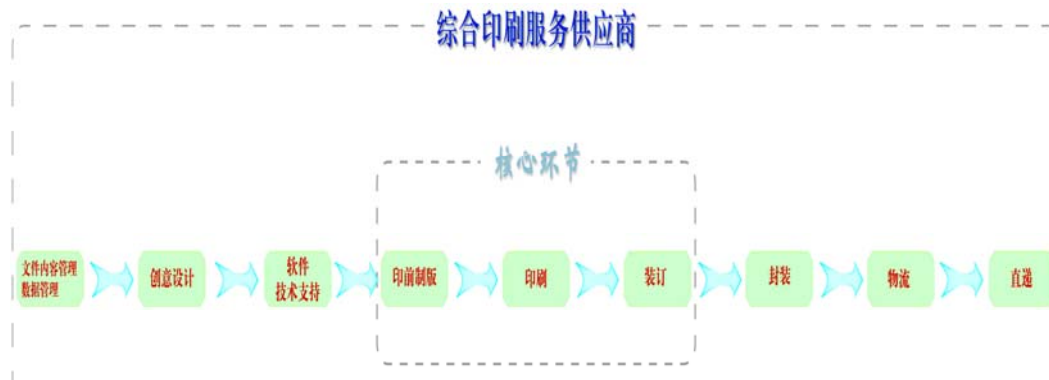 综合印刷服务供应商
核心环节
文件内容管理
数据管理
创意设计
软件
技术支持
印前制版
印刷
装订
封装
物流
直递